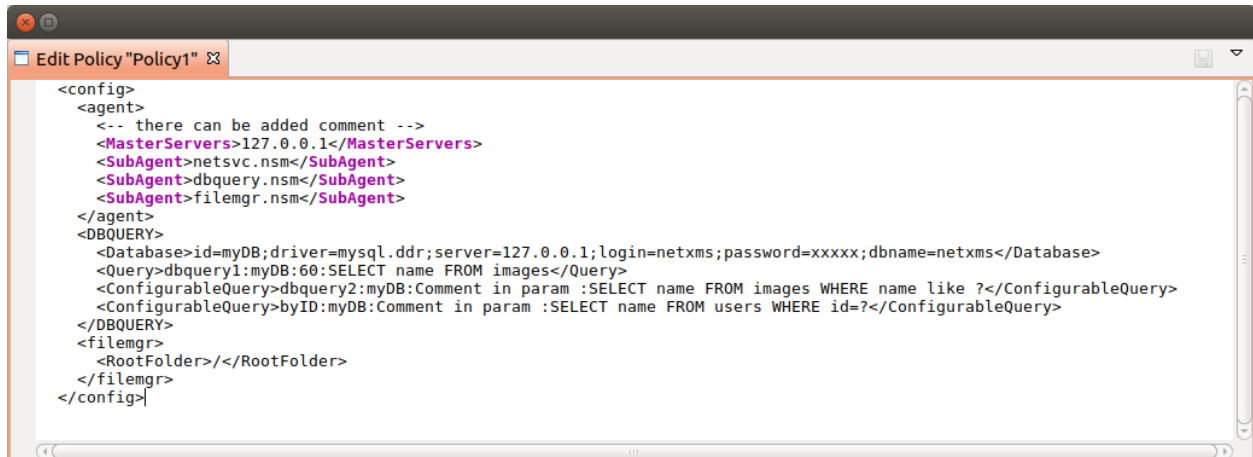 Edit Policy "Policy1"
<config>
<agent>
<-- there can be added comment -->
<MasterServers>127.0.0.1</MasterServers>
<SubAgent>netsvc.nsm</SubAgent>
<SubAgent>dbquery.nsm</SubAgent>
<SubAgent>filemgr.nsm</SubAgent>
</agent>
<DBQUERY>
<Database>id=myDB;driver=mysql.ddr;server=127.0.0.1;login=netxms;password=xxxxx;dbname=netxms</Database>
<Query>dbquery1:myDB:60:SELECT name FROM images</Query>
<ConfigurableQuery>dbquery2:myDB:Comment in param :SELECT name FROM images WHERE name like ?</ConfigurableQuery>
<ConfigurableQuery>byID:myDB:Comment in param :SELECT name FROM users WHERE id=?</ConfigurableQuery>
</DBQUERY>
<filemgr>
<RootFolder>/</RootFolder>
</filemgr>
</config>